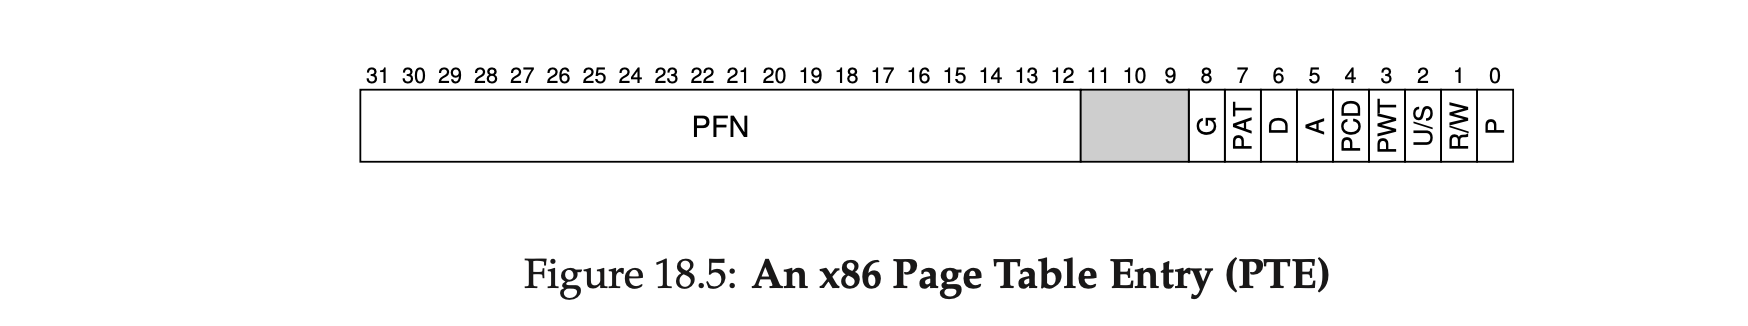 31 30 29 28 27 26 25 24 23 22 21 20 19 18 17 16 15 14 13 12 11 10 9 8 7 6 5 4 3 2 1 0
PFN G PAT D A PCD PWT U/S R/W P
Figure 18.5: An x86 Page Table Entry (PTE)